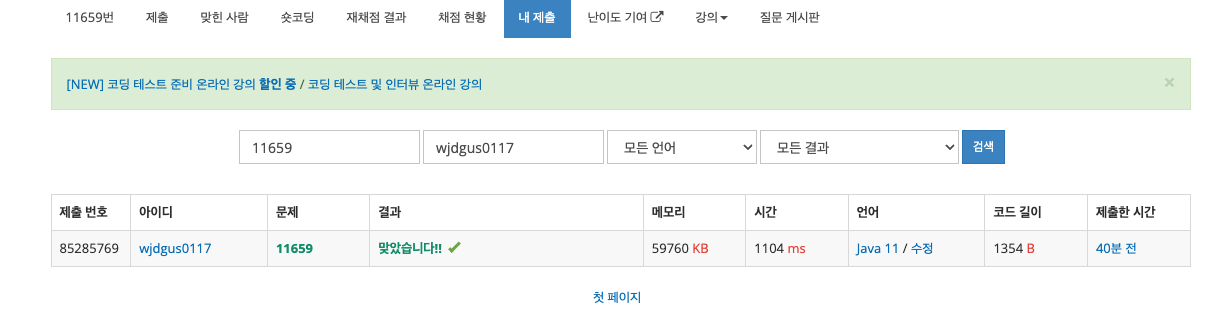 11659번 제출 맞힌 사람 숏코딩 재채점 결과 채점 현황 내 제출 난이도 기여 강의 질문 게시판
[NEW] 코딩 테스트 준비 온라인 강의 할인 중 / 코딩 테스트 및 인터뷰 온라인 강의 ×
11659 wjdgus0117 모든 언어 모든 결과 검색
제출 번호 아이디 문제 결과 메모리 시간 언어 코드 길이 제출한 시간
85285769 wjdgus0117 11659 맞았습니다!! 59760 KB 1104 ms Java 11 / 수정 1354 B 40분 전
첫 페이지